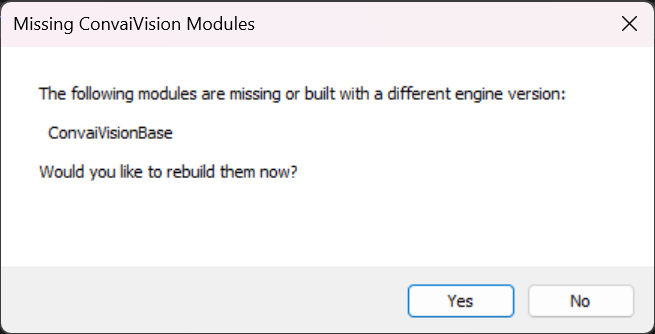 Missing ConvaiVision Modules
The following modules are missing or built with a different engine version:
ConvaiVisionBase
Would you like to rebuild them now?
Yes
No